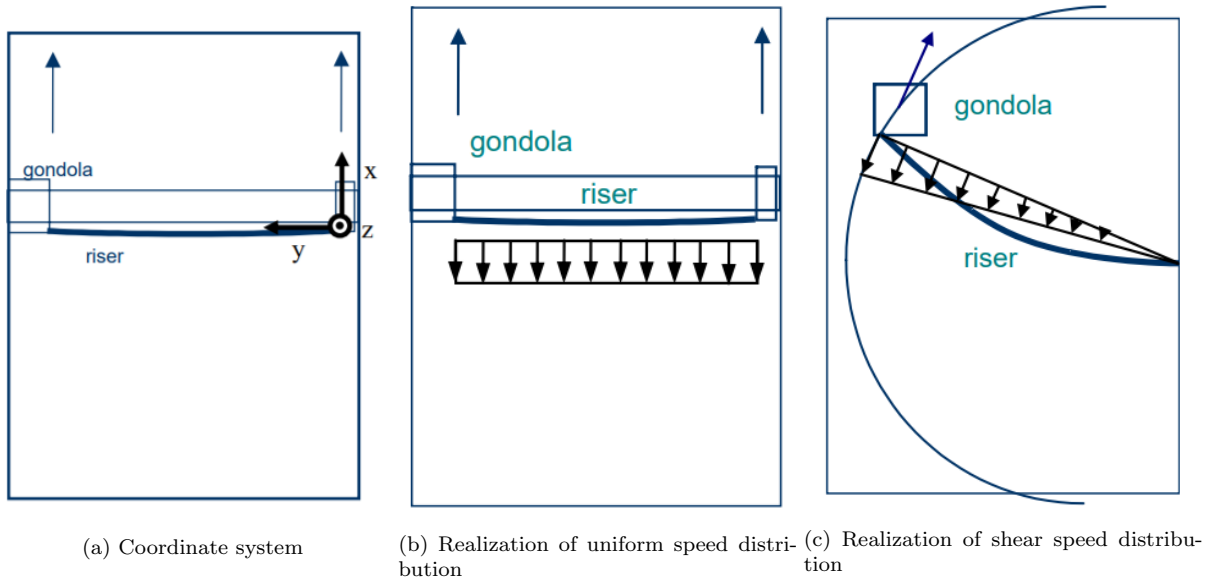 gondola
x
z
y
riser
gondola
riser
gondola
riser
(a) Coordinate system
(b) Realization of uniform speed distri-
bution
(c) Realization of shear speed distribu-
tion